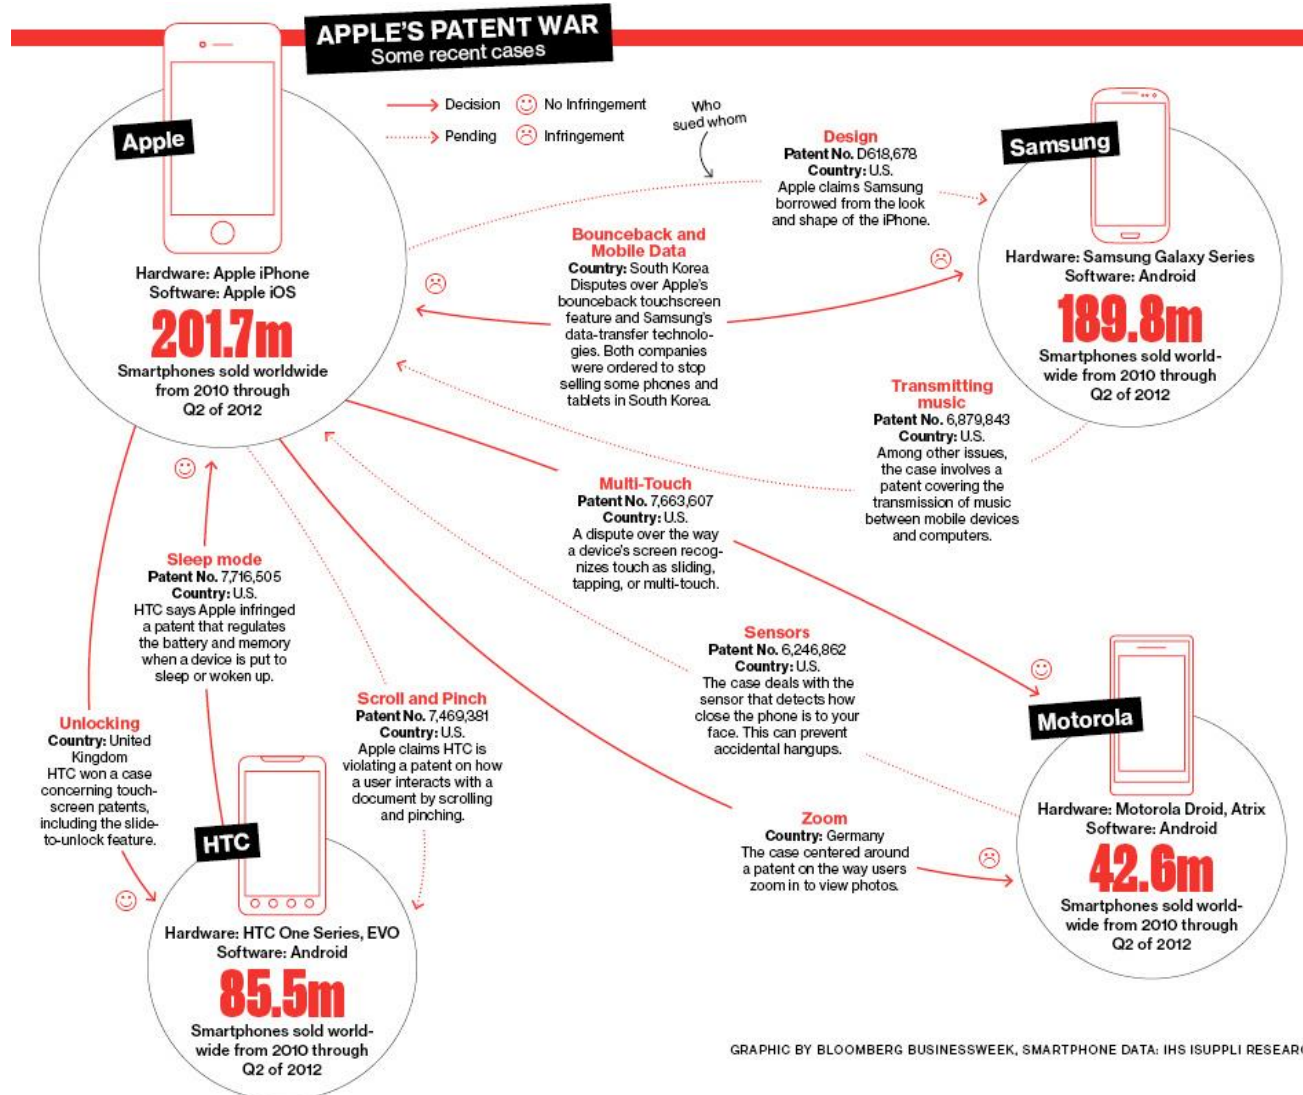 APPLE'S PATENT WAR
Some recent cases
Decision
No Infringement
Pending
Infringement
Who
sued whom
Apple
Hardware: Apple iPhone
Software: Apple iOS
201.7m
Smartphones sold worldwide
from 2010 through
Q2 of 2012
Design
Patent No. D618,678
Country: U.S.
Apple claims Samsung
borrowed from the look
and shape of the iPhone.
Samsung
Hardware: Samsung Galaxy Series
Software: Android
189.8m
Smartphones sold world-
wide from 2010 through
Q2 of 2012
Bounceback and
Mobile Data
Country: South Korea
Disputes over Apple's
bounceback touchscreen
feature and Samsung's
data-transfer technolo-
gies. Both companies
were ordered to stop
selling some phones and
tablets in South Korea.
Transmitting
music
Patent No. 6,879,843
Country: U.S.
Among other issues,
the case involves a
patent covering the
transmission of music
between mobile devices
and computers.
Multi-Touch
Patent No. 7,663,607
Country: U.S.
A dispute over the way
a device's screen recog-
nizes touch as sliding,
tapping, or multi-touch.
Sleep mode
Patent No. 7,716,505
Country: U.S.
HTC says Apple infringed
a patent that regulates
the battery and memory
when a device is put to
sleep or woken up.
Sensors
Patent No. 6,246,862
Country: U.S.
The case deals with the
sensor that detects how
close the phone is to your
face. This can prevent
accidental hangups.
Scroll and Pinch
Patent No. 7,469,381
Country: U.S.
Apple claims HTC is
violating a patent on how
a user interacts with a
document by scrolling
and pinching.
Unlocking
Country: United
Kingdom
HTC won a case
concerning touch-
screen patents,
including the slide-
to-unlock feature.
Motorola
Hardware: Motorola Droid, Atrix
Software: Android
42.6m
Smartphones sold world-
wide from 2010 through
Q2 of 2012
Zoom
Country: Germany
The case centered around
a patent on the way users
zoom in to view photos.
HTC
Hardware: HTC One Series, EVO
Software: Android
85.5m
Smartphones sold world-
wide from 2010 through
Q2 of 2012
GRAPHIC BY BLOOMBERG BUSINESSWEEK, SMARTPHONE DATA: IHS ISUPPLI RESEAR